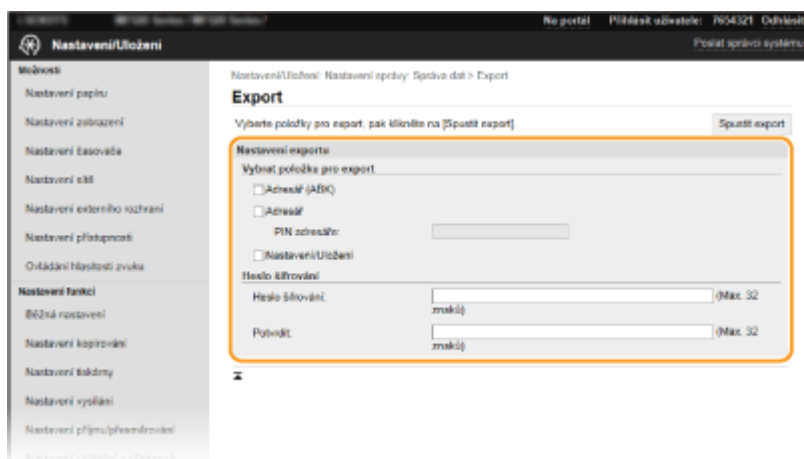 Na portál Přihlásit uživatele: 7654321 Odhlásit
Nastavení/Uložení
Poslat správci systému
Možnosti
Nastavení papíru
Nastavení zobrazení
Nastavení časovače
Nastavení sítě
Nastavení externího rozhraní
Nastavení přístupnosti
Ovládání hlasitosti zvuku
Nastavení funkcí
Běžná nastavení
Nastavení kopírování
Nastavení tiskárny
Nastavení vysílání
Nastavení příjmu/přesměrování
Nastavení/Uložení: Nastavení správy: Správa dat > Export
Export
Vyberte položky pro export, pak klikněte na [Spustit export].
Spustit export
Nastavení exportu
Vybrat položku pro export
Adresář (ABK)
Adresář
PIN adresáře:
Nastavení/Uložení
Heslo šifrování
Heslo šifrování: (Max. 32
znaků)
Potvrdit: (Max. 32
znaků)